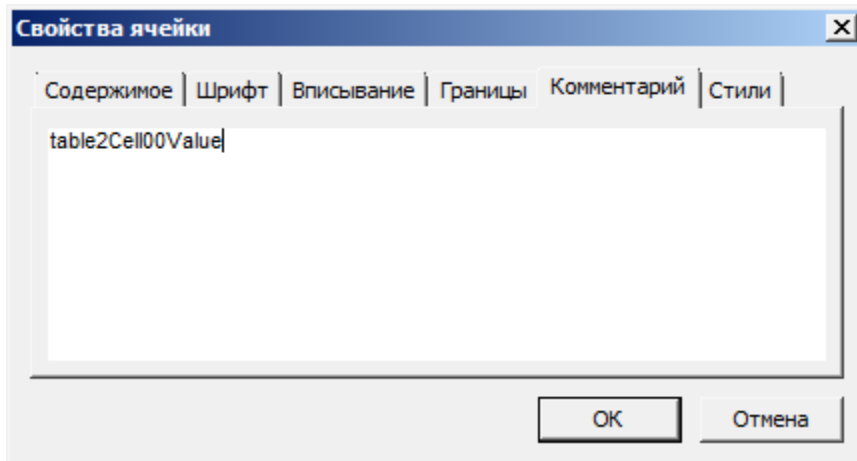 Свойства ячейки
Содержимое Шрифт Вписывание Границы Комментарий Стили
table2Cell00Value
OK Отмена